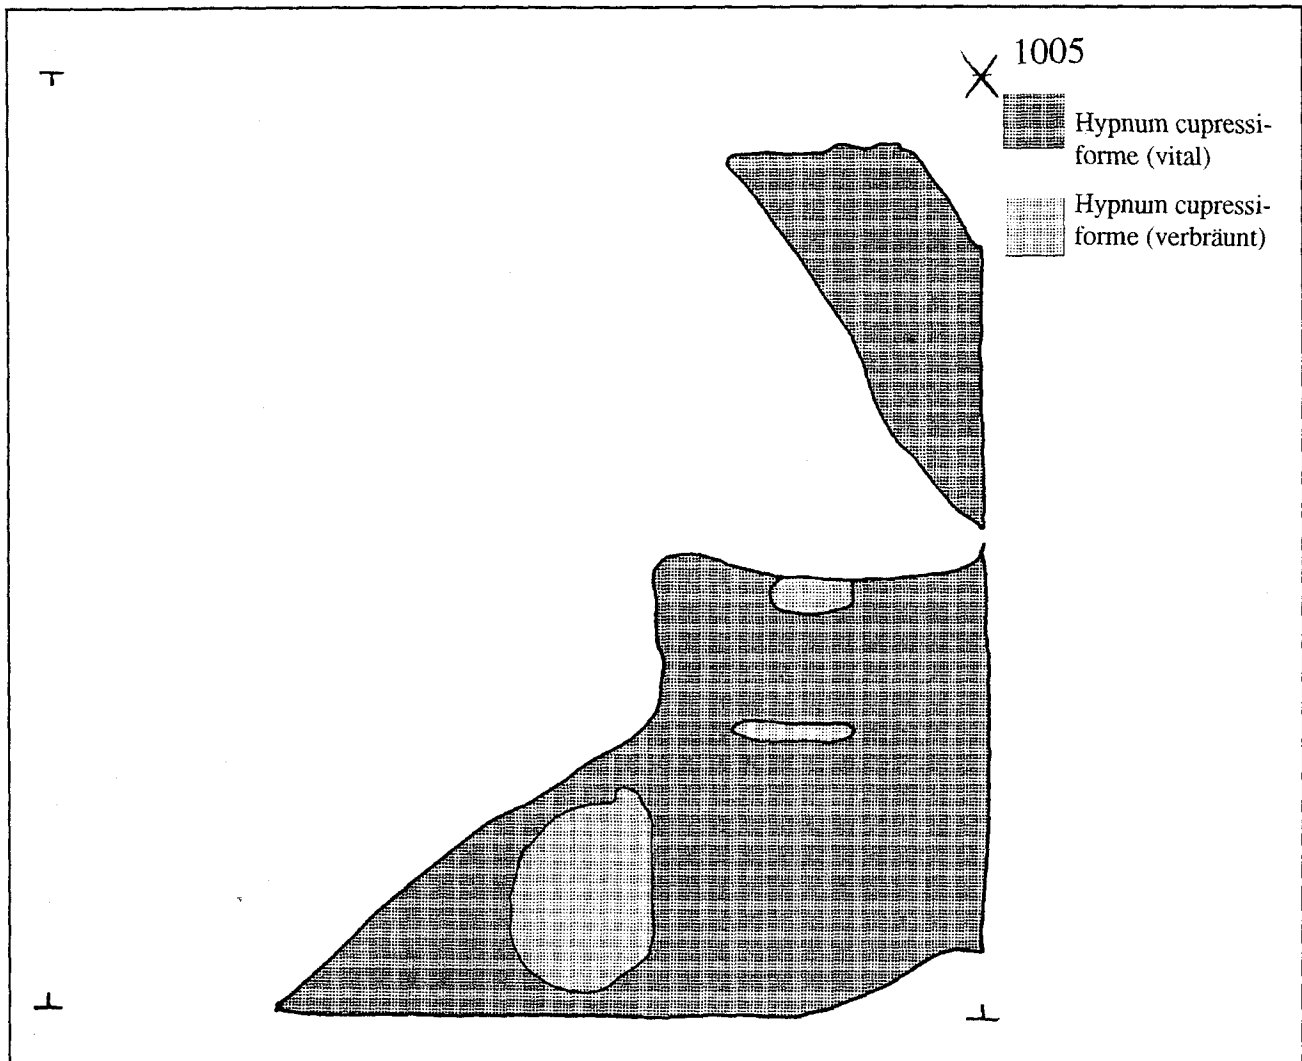 1005
Hypnum cupressi-
forme (vital)
Hypnum cupressi-
forme (verbräunt)